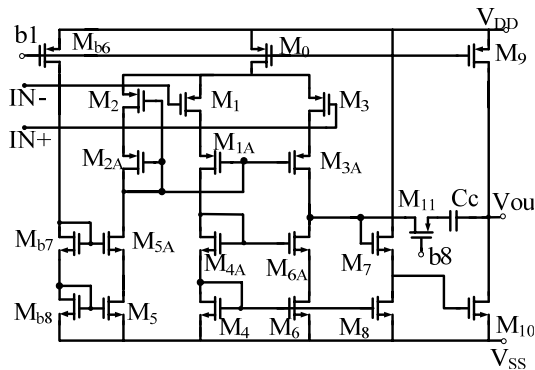 V_DD
b1
M_b6
M_0
M_9
IN-
M_2
M_1
M_3
IN+
M_1A
M_2A
M_3A
M_11
Cc
Vou
M_b7
M_5A
M_4A
M_6A
M_7
b8
M_b8
M_5
M_4
M_6
M_8
M_10
V_SS